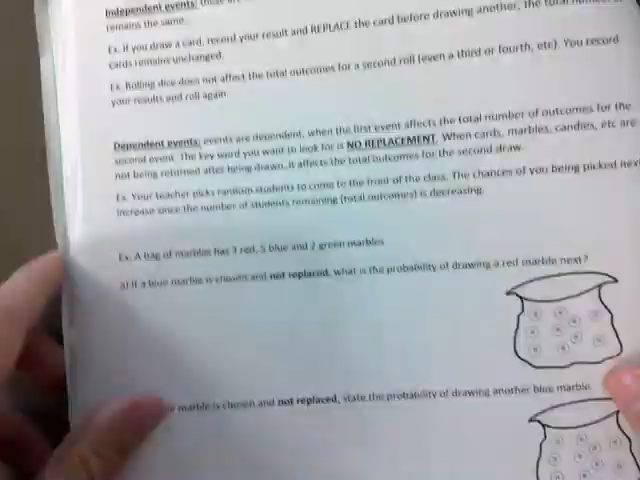 Independent events:
remains the same.
Ex. If you draw a card, record your result and REPLACE the card before drawing another, the total number of
cards remains unchanged.
Ex. Rolling dice does not affect the total outcomes for a second roll (even a third or fourth, etc). You record
your results and roll again.
Dependent events: events are dependent, when the first event affects the total number of outcomes for the
second event. The key word you want to look for is NO REPLACEMENT. When cards, marbles, candies, etc are
not being returned after being drawn, it affects the total outcomes for the second draw.
Ex. Your teacher picks random students to come to the front of the class. The chances of you being picked next
increase since the number of students remaining (total outcomes) is decreasing.
Ex. A bag of marbles has 3 red, 5 blue and 2 green marbles
a) If a blue marble is chosen and not replaced, what is the probability of drawing a red marble next?
marble is chosen and not replaced, state the probability of drawing another blue marble.